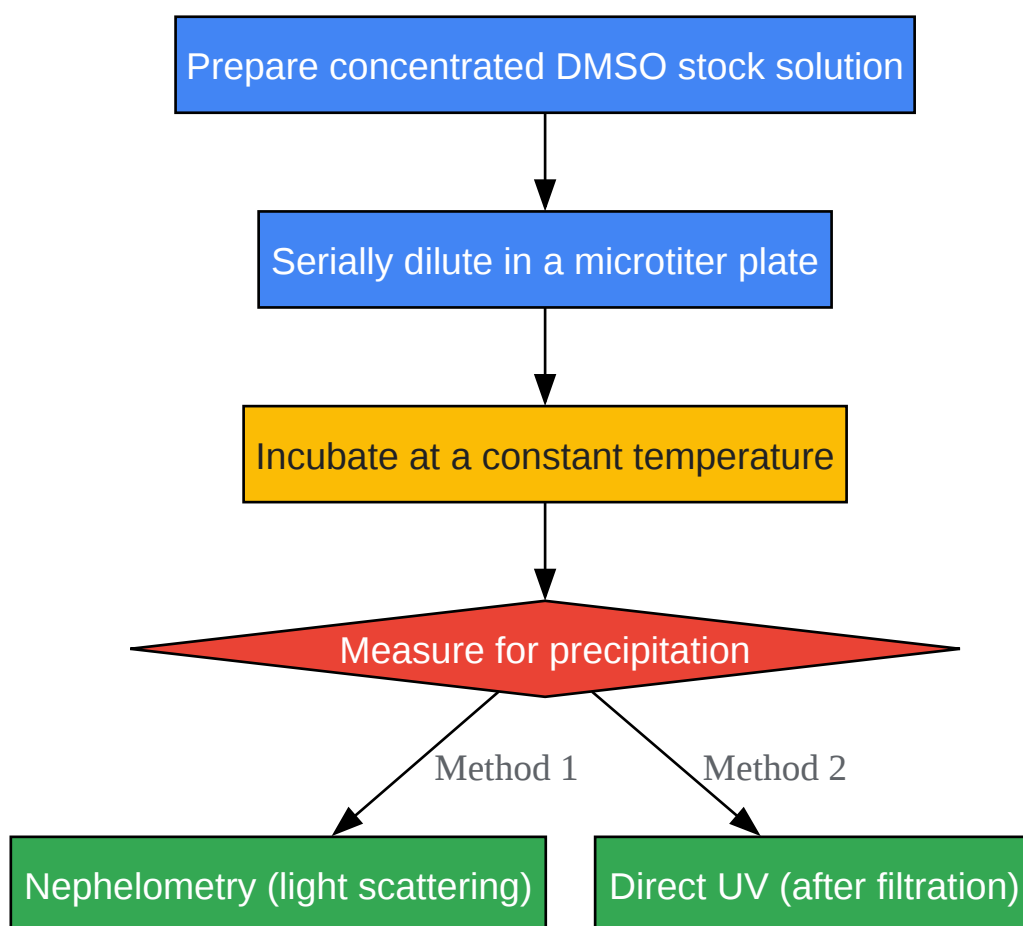 Prepare concentrated DMSO stock solution
Serially dilute in a microtiter plate
Incubate at a constant temperature
Measure for precipitation
Method 1
Method 2
Nephelometry (light scattering)
Direct UV (after filtration)